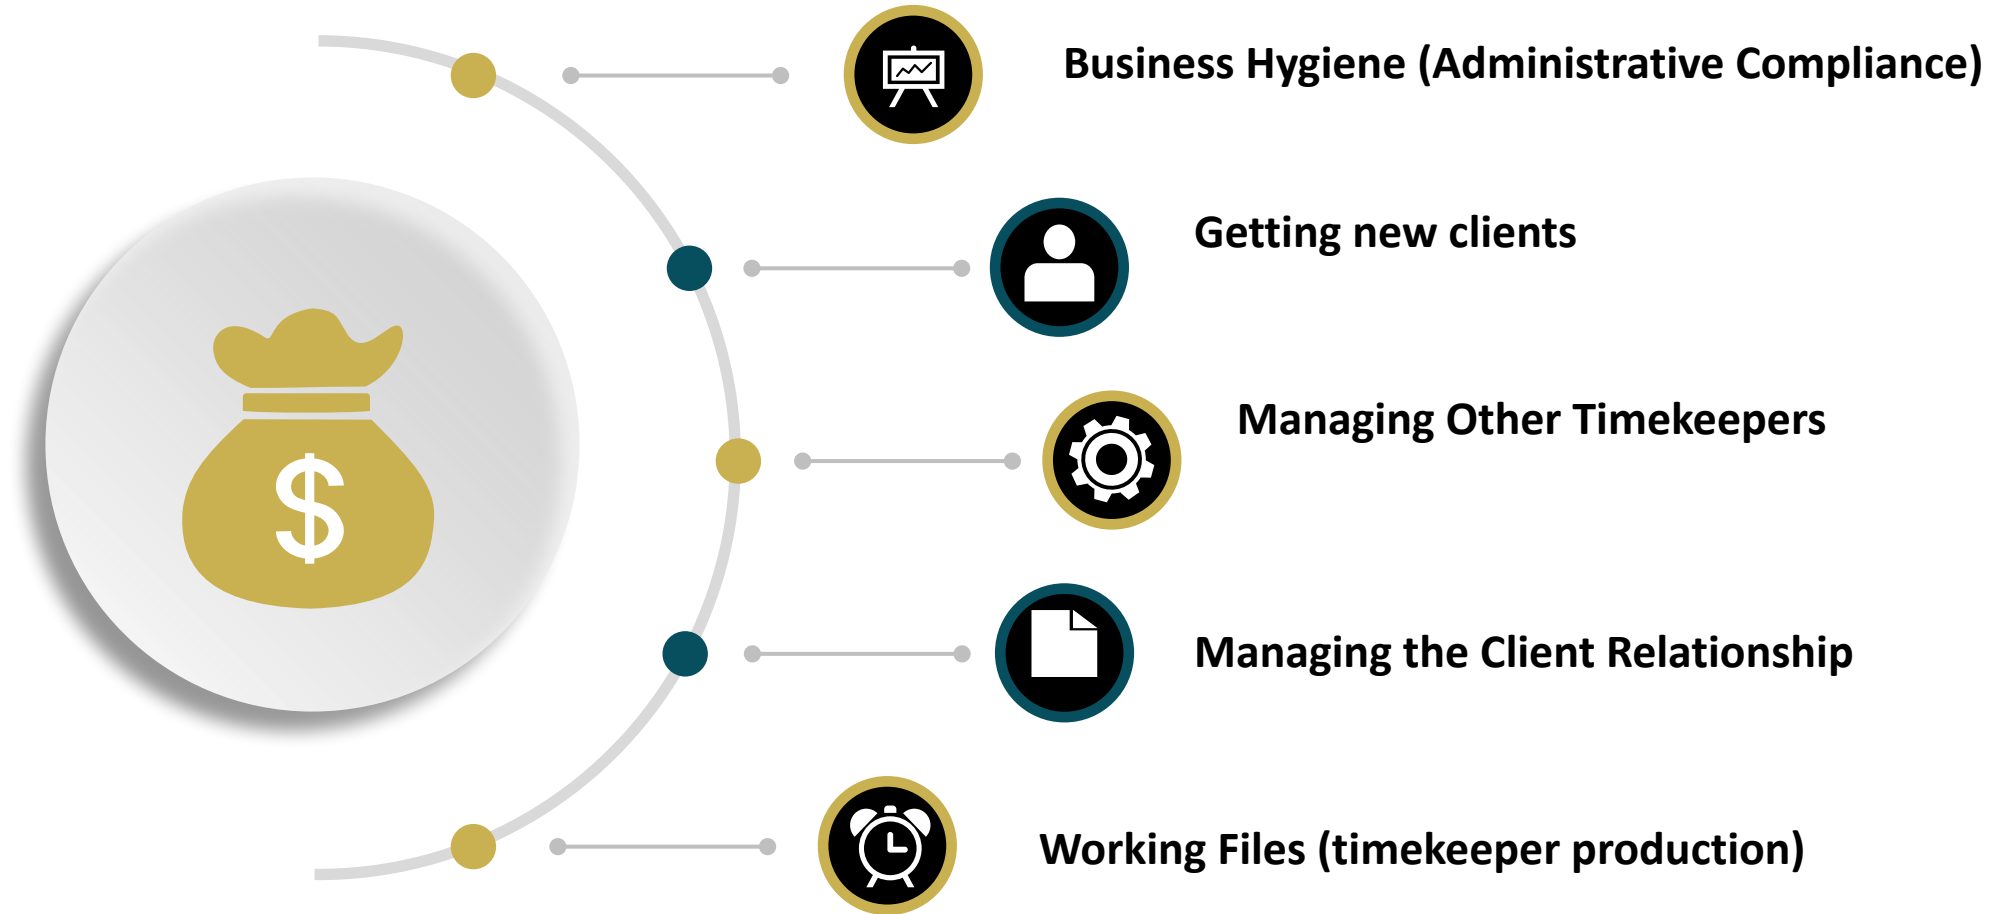 Business Hygiene (Administrative Compliance)
Getting new clients
$
Managing Other Timekeepers
Managing the Client Relationship
Working Files (timekeeper production)